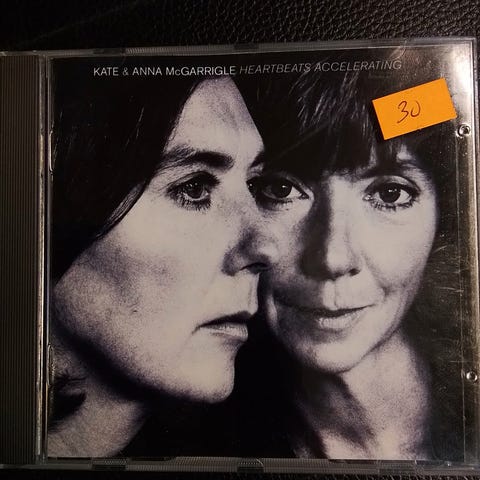 KATE & ANNA McGARRIGLE HEARTBEATS ACCELERATING
30